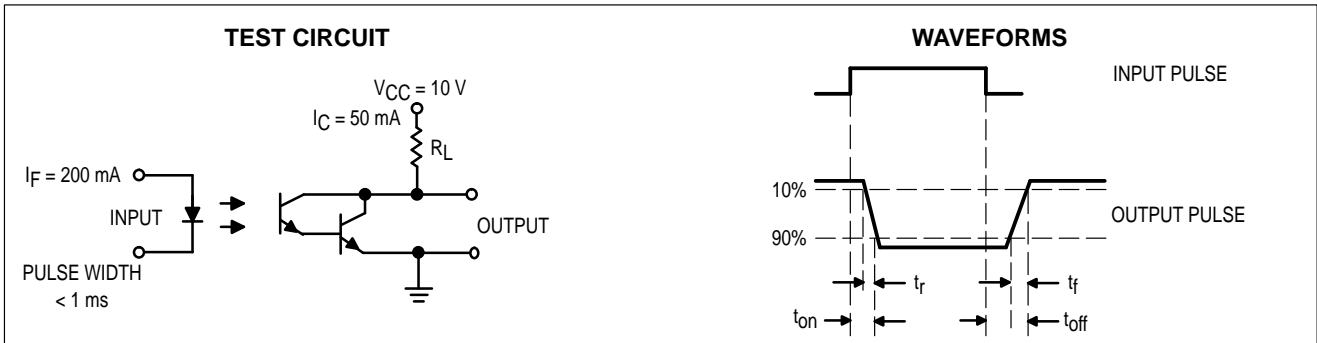 TEST CIRCUIT
VCC = 10 V
IC = 50 mA
RL
IF = 200 mA
INPUT
OUTPUT
PULSE WIDTH
< 1 ms
WAVEFORMS
INPUT PULSE
10%
OUTPUT PULSE
90%
tr
tf
ton
toff